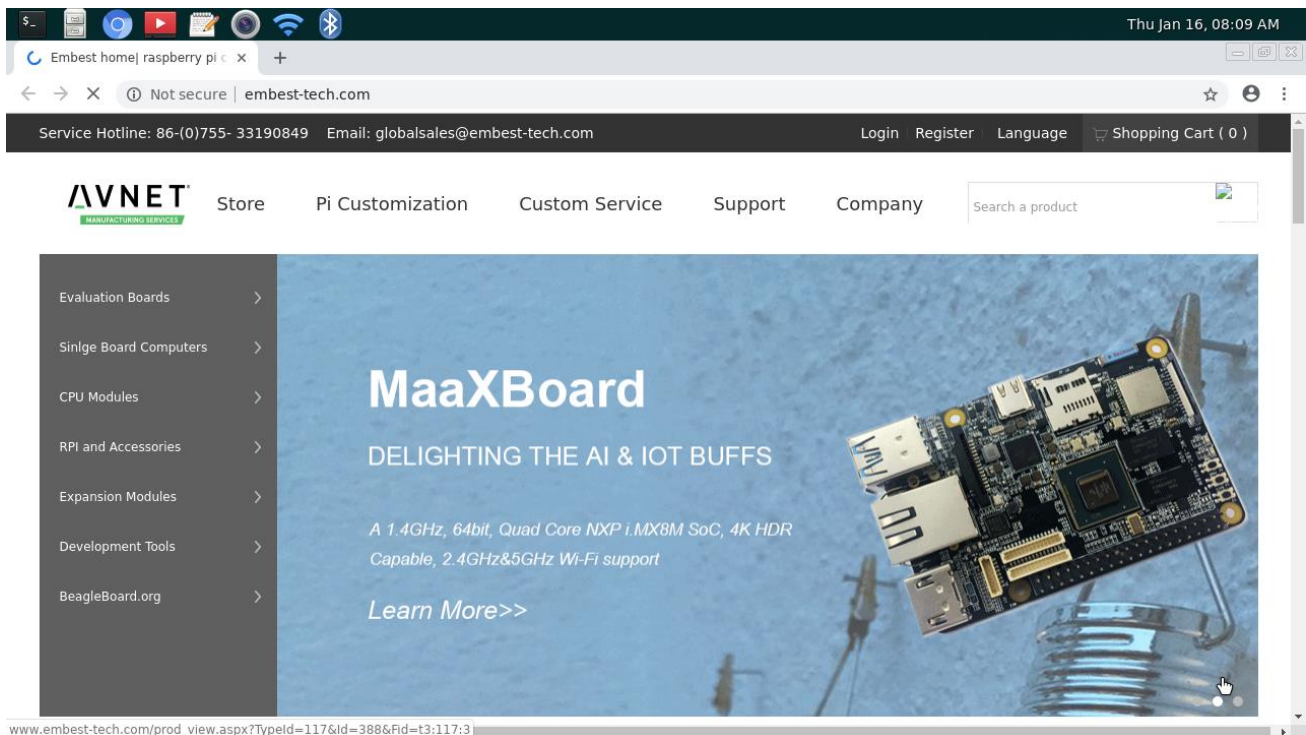 $_
Thu Jan 16, 08:09 AM
Embest home| raspberry pi c
Not secure | embest-tech.com
Service Hotline: 86-(0)755- 33190849 Email: globalsales@embest-tech.com Login Register Language Shopping Cart ( 0 )
AVNET
MANUFACTURING SERVICES
Store Pi Customization Custom Service Support Company Search a product
Evaluation Boards
Sinlge Board Computers
CPU Modules
RPI and Accessories
Expansion Modules
Development Tools
BeagleBoard.org
MaaXBoard
DELIGHTING THE AI & IOT BUFFS
A 1.4GHz, 64bit, Quad Core NXP i.MX8M SoC, 4K HDR
Capable, 2.4GHz&5GHz Wi-Fi support
Learn More>>
www.embest-tech.com/prod_view.aspx?TypeId=117&Id=388&Fid=t3:117:3